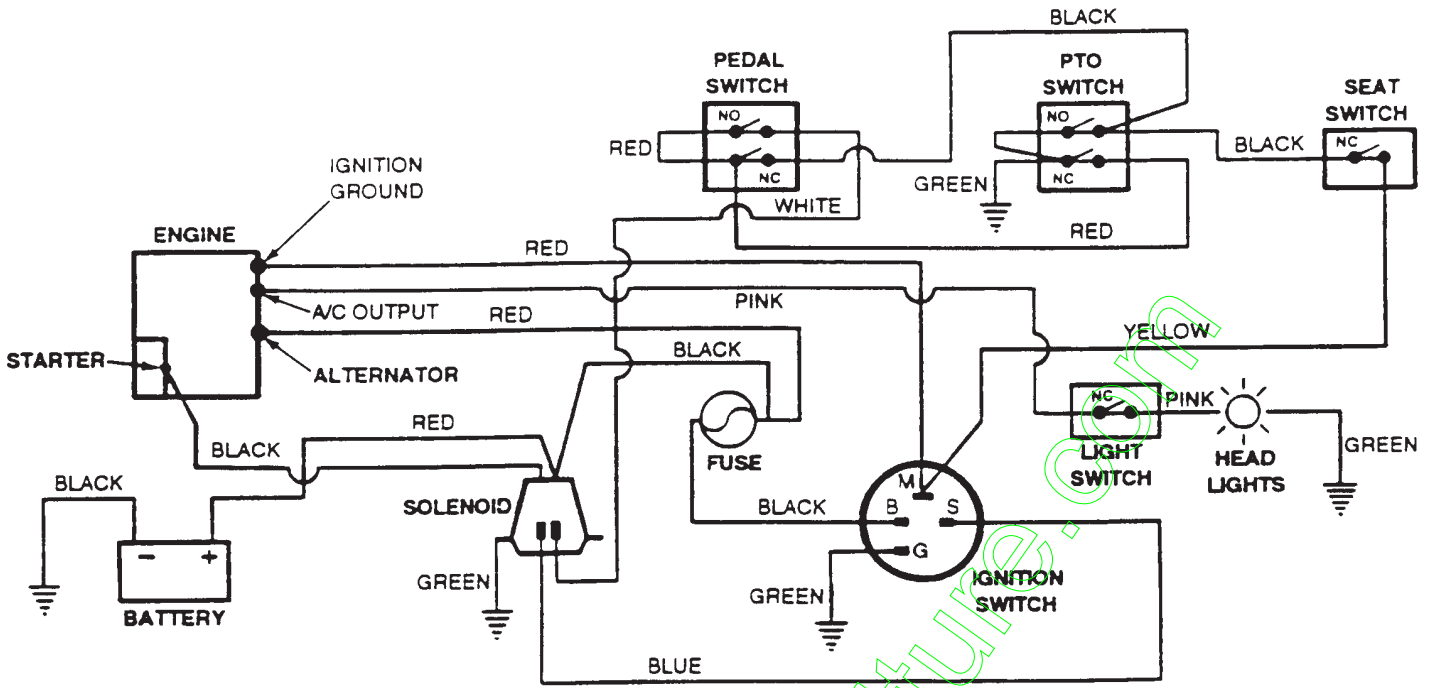 BLACK
PEDAL
SWITCH
PTO
SWITCH
SEAT
SWITCH
NO
NO
RED
NC
NC
BLACK
NC
GREEN
WHITE
RED
IGNITION
GROUND
ENGINE
RED
A/C OUTPUT
PINK
RED
STARTER
ALTERNATOR
BLACK
YELLOW
RED
BLACK
FUSE
NC
PINK
LIGHT
SWITCH
HEAD
LIGHTS
GREEN
BLACK
SOLENOID
BLACK
M
B
S
G
- +
BATTERY
GREEN
GREEN
IGNITION
SWITCH
BLUE
ture.com